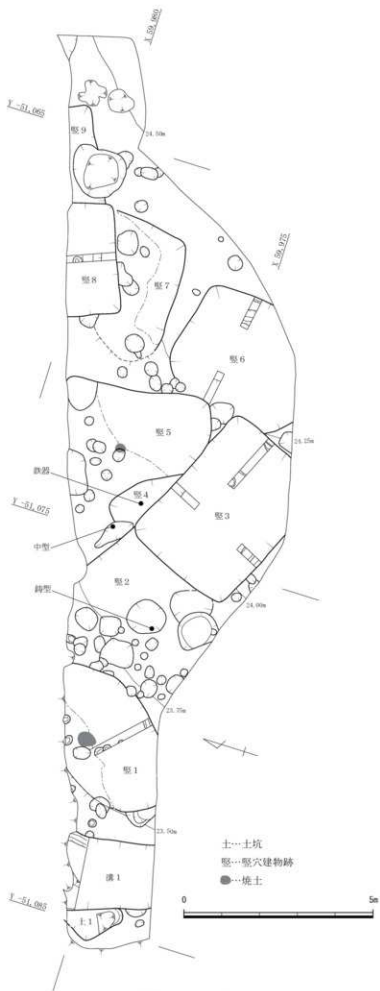 X 59,980
Y -51,065
竪9
24.50m
X 59,975
竪8
竪7
竪6
竪5
24.25m
鉄器
竪4
Y -51,075
竪3
中型
竪2
鋳型
24.00m
23.75m
竪1
23.50m
土…土坑
竪…竪穴建物跡
…焼土
溝1
Y -51,085
土1
0
5m